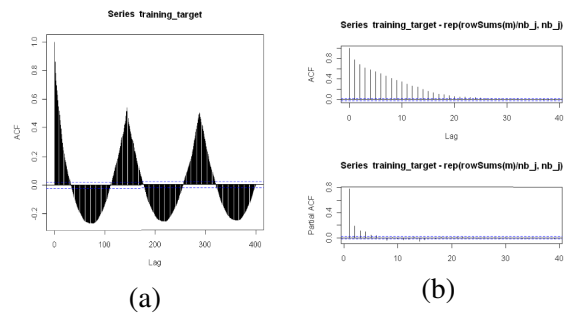 Series training_target
ACF
-0.2 0.0 0.2 0.4 0.6 0.8 1.0
0 100 200 300 400
Lag
(a)
Series training_target - rep(rowSums(m)/nb_j, nb_j)
ACF
0.0 0.4 0.8
0 10 20 30 40
Lag
Series training_target - rep(rowSums(m)/nb_j, nb_j)
Partial ACF
0.0 0.4 0.8
0 10 20 30 40
(b)